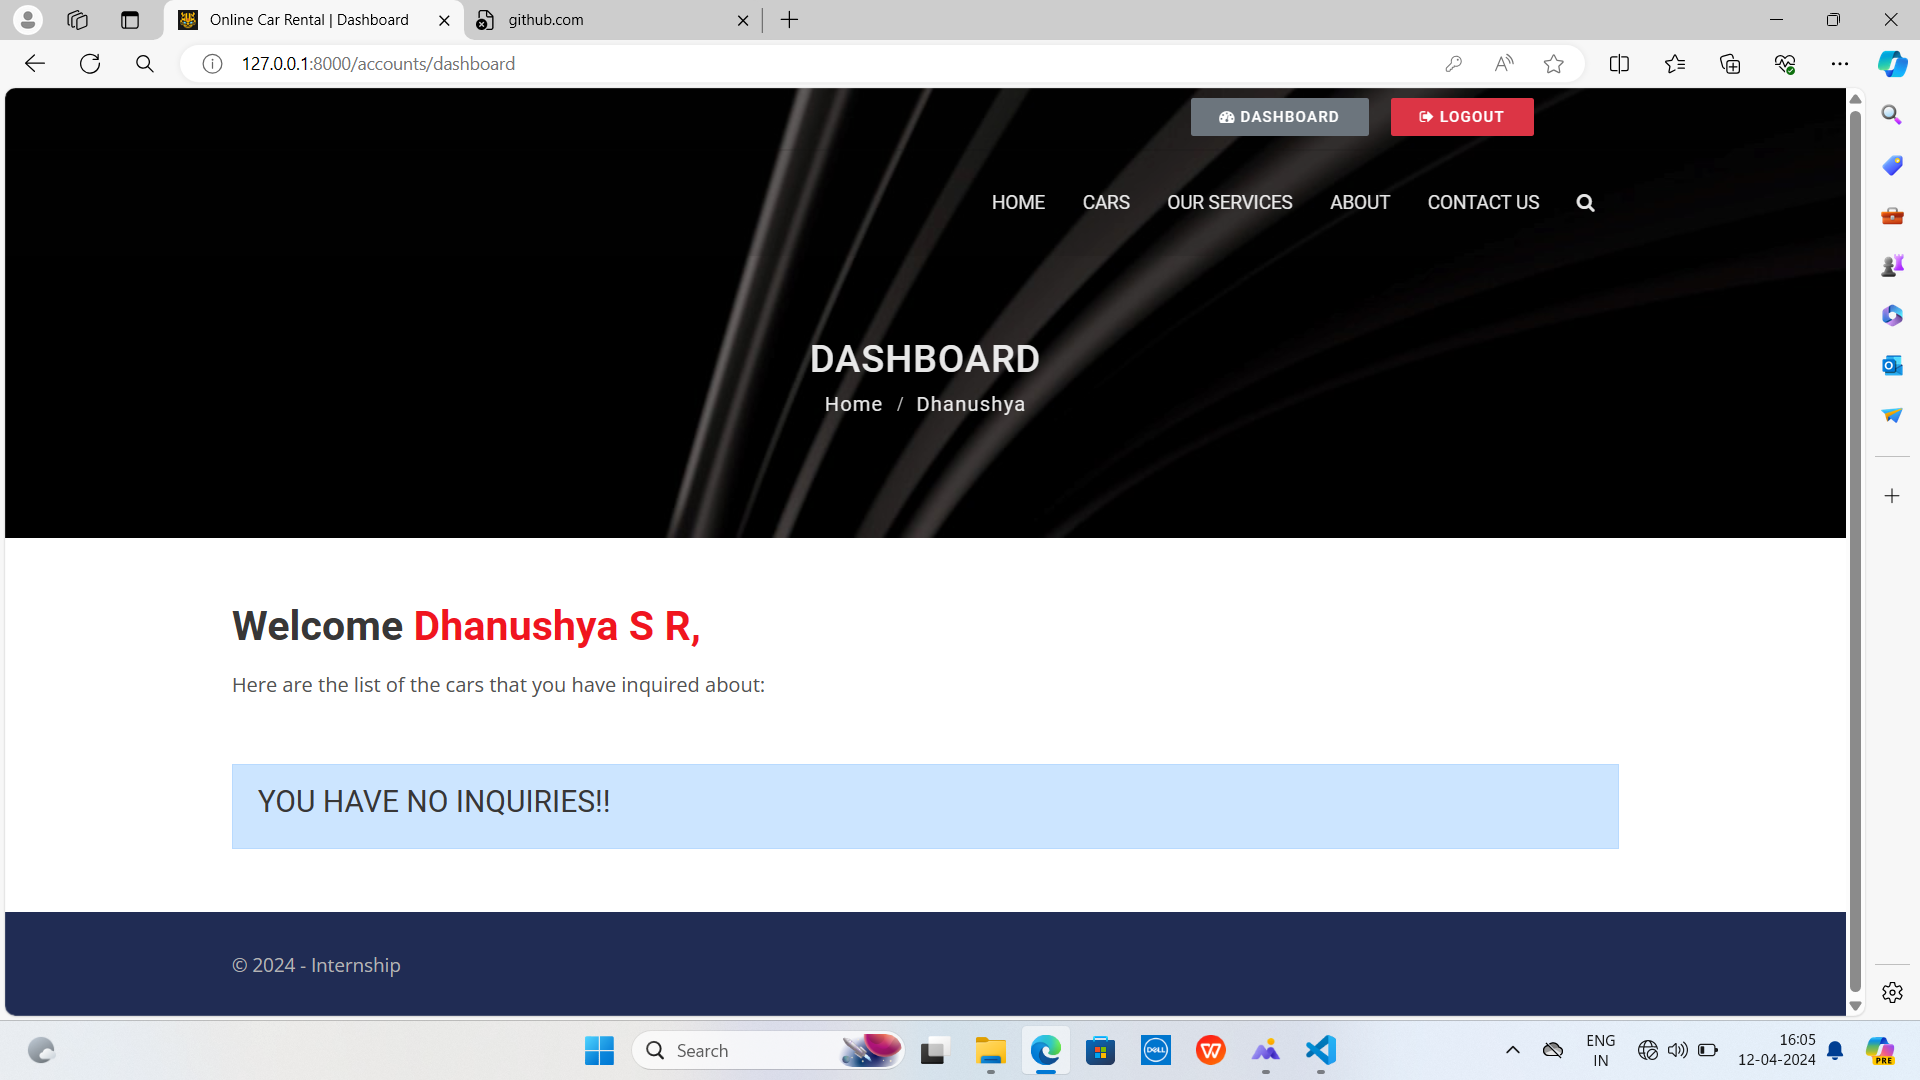 Online Car Rental | Dashboard
github.com
127.0.0.1:8000/accounts/dashboard
DASHBOARD
LOGOUT
HOME CARS OUR SERVICES ABOUT CONTACT US
DASHBOARD
Home / Dhanushya
Welcome Dhanushya S R,
Here are the list of the cars that you have inquired about:
YOU HAVE NO INQUIRIES!!
© 2024 - Internship
Search
DELL
W
ENG
IN
16:05
12-04-2024
PRE